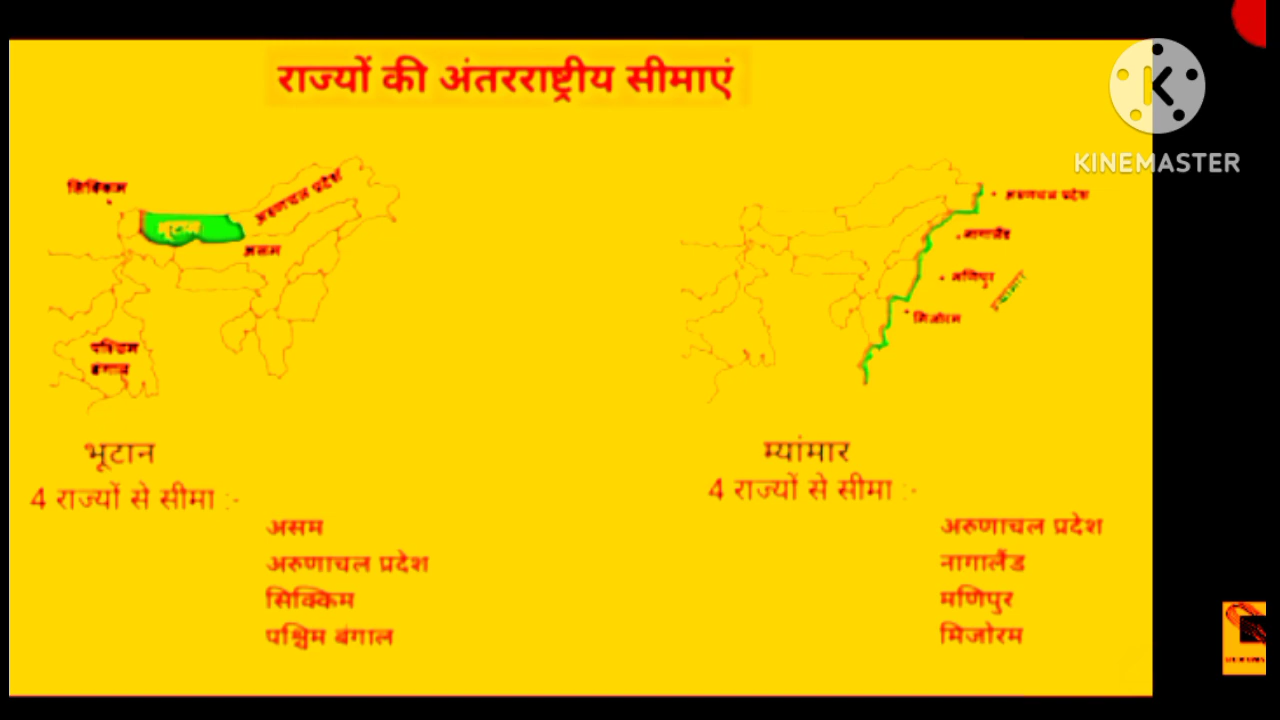 राज्यों की अंतरराष्ट्रीय सीमाएं
KINEMASTER
सिक्किम
अरुणाचल प्रदेश
भूटान
असम
पश्चिम
बंगाल
अरुणाचल प्रदेश
नागालैंड
मणिपुर
म्यांमार
मिजोरम
भूटान
4 राज्यों से सीमा :-
असम
अरुणाचल प्रदेश
सिक्किम
पश्चिम बंगाल
म्यांमार
4 राज्यों से सीमा :-
अरुणाचल प्रदेश
नागालैंड
मणिपुर
मिजोरम